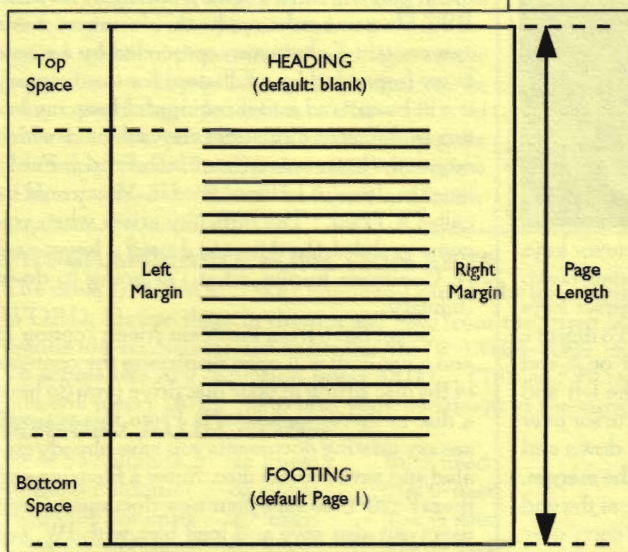 Top
Space
HEADING
(default: blank)
Left
Margin
Right
Margin
Page
Length
Bottom
Space
FOOTING
(default Page 1)